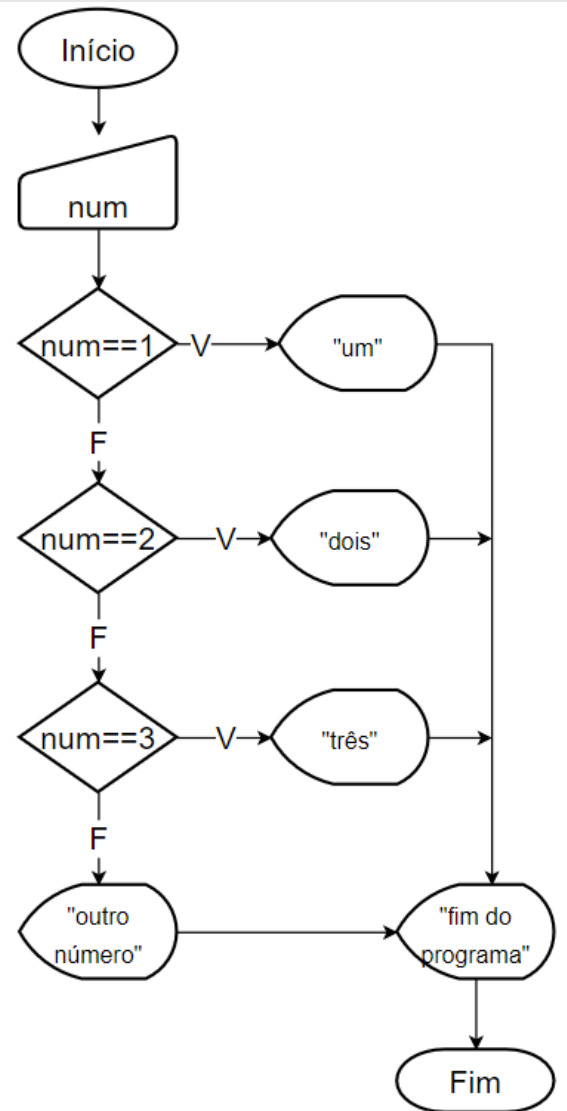 Início
num
num==1
V
"um"
F
num==2
V
"dois"
F
num==3
V
"três"
F
"outro
número"
"fim do
programa"
Fim